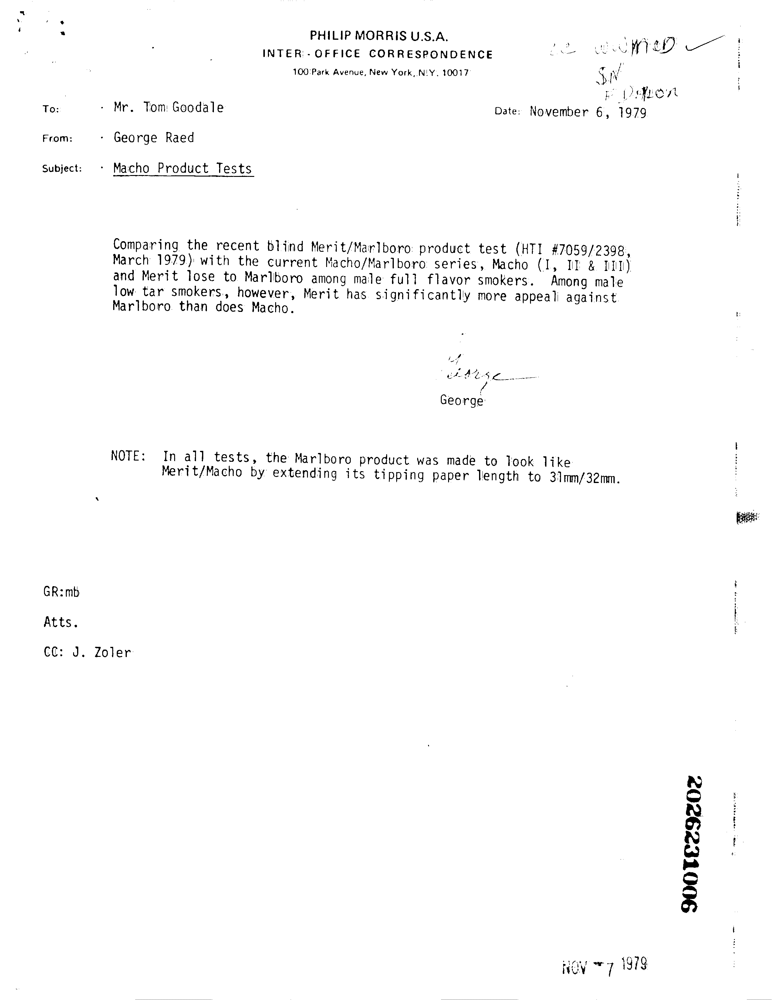 PHILIP MORRIS U.S.A.
INTER - OFFICE CORRESPONDENCE
100 Park Avenue, New York, N.Y. 10017
SN
To: Mr. Tom Goodale
Date: November 6, 1979
From: George Raed
Subject: Macho Product Tests
Comparing the recent blind Merit/Marlboro product test (HTI #7059/2398,
March 1979) with the current Macho/Marlboro series, Macho (I, II & III)
and Merit lose to Marlboro among male full flavor smokers. Among male
low tar smokers, however, Merit has significantly more appeal against
Marlboro than does Macho.
George
George
NOTE: In all tests, the Marlboro product was made to look like
Merit/Macho by extending its tipping paper length to 31mm/32mm.
GR:mb
Atts.
CC: J. Zoler
2026231006
NOV -7 1979